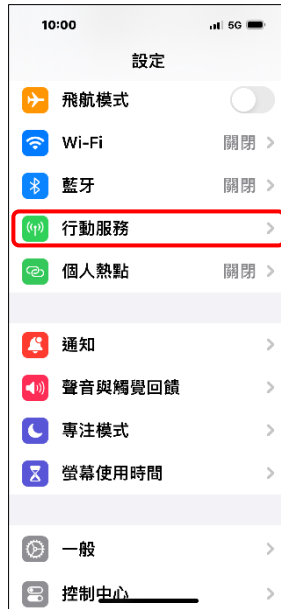 10:00 5G
設定
飛航模式
Wi-Fi 關閉
藍牙 關閉
行動服務
個人熱點 關閉
通知
聲音與觸覺回饋
專注模式
螢幕使用時間
一般
控制中心